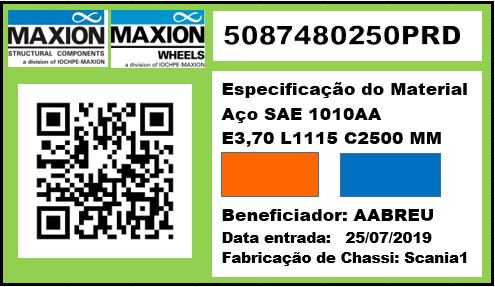 MAXION
STRUCTURAL COMPONENTS
a division of IOCHPE-MAXION
MAXION
WHEELS
a division of IOCHPE-MAXION
5087480250PRD
Especificação do Material
Aço SAE 1010AA
E3,70 L1115 C2500 MM
Beneficiador: AABREU
Data entrada: 25/07/2019
Fabricação de Chassi: Scania1